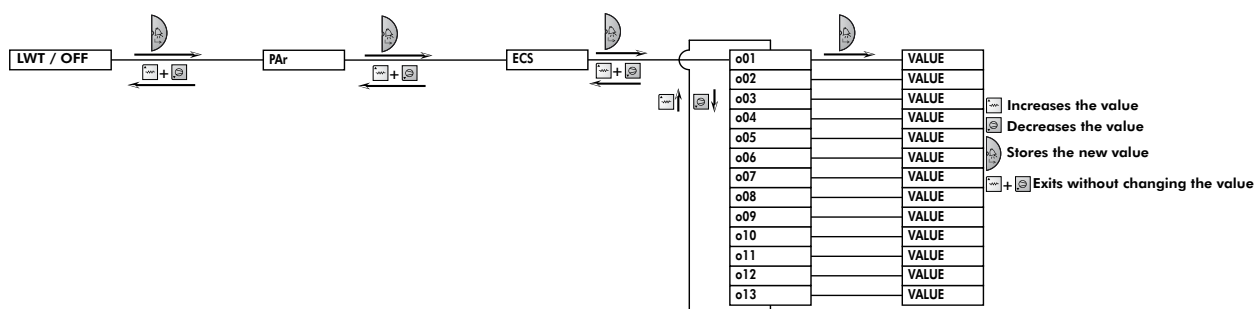 LWT / OFF
+
PAr
+
ECS
+
o01 VALUE
o02 VALUE
o03 VALUE
o04 VALUE
o05 VALUE
o06 VALUE
o07 VALUE
o08 VALUE
o09 VALUE
o10 VALUE
o11 VALUE
o12 VALUE
o13 VALUE
Increases the value
Decreases the value
Stores the new value
+ Exits without changing the value